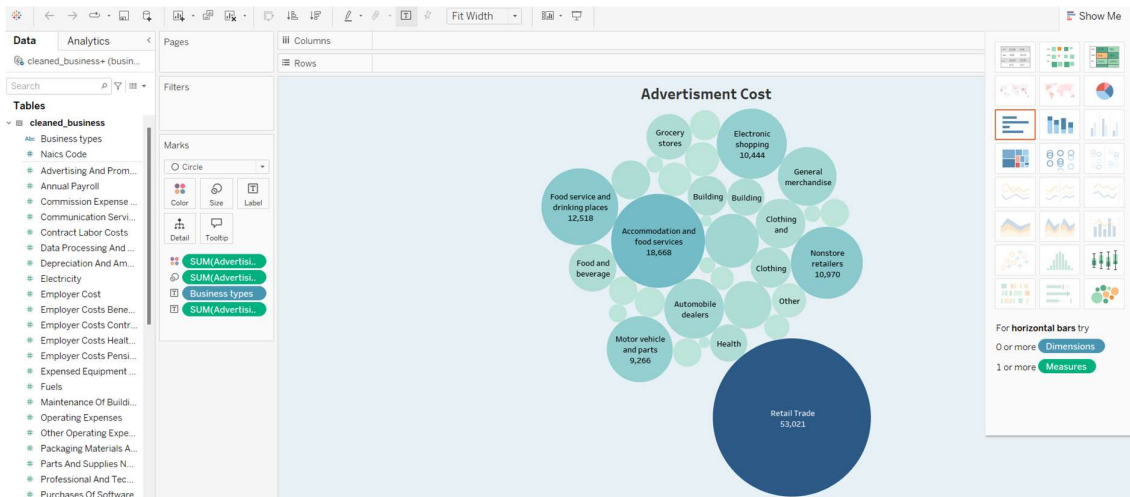 Fit Width
Show Me
Data
Analytics
cleaned_business+ (busin...
Search
Tables
cleaned_business
Abc Business types
# Naics Code
# Advertising And Prom...
# Annual Payroll
# Commission Expense ...
# Communication Servi...
# Contract Labor Costs
# Data Processing And ...
# Depreciation And Am...
# Electricity
# Employer Cost
# Employer Costs Bene...
# Employer Costs Contr...
# Employer Costs Healt...
# Employer Costs Pensi...
# Expensed Equipment ...
# Fuels
# Maintenance Of Buildi...
# Operating Expenses
# Other Operating Expe...
# Packaging Materials A...
# Parts And Supplies N...
# Professional And Tec...
# Purchases Of Software
Pages
Filters
Marks
Circle
Color
Size
Label
Detail
Tooltip
SUM(Advertisi..
SUM(Advertisi..
Business types
SUM(Advertisi..
Columns
Rows
Advertisment Cost
Grocery
stores
Electronic
shopping
10,444
General
merchandise
Food service and
drinking places
12,518
Building
Building
Accommodation and
food services
18,668
Clothing
and
Food and
beverage
Clothing
Nonstore
retailers
10,970
Automobile
dealers
Other
Motor vehicle
and parts
9,266
Health
Retail Trade
53,021
For horizontal bars try
0 or more Dimensions
1 or more Measures